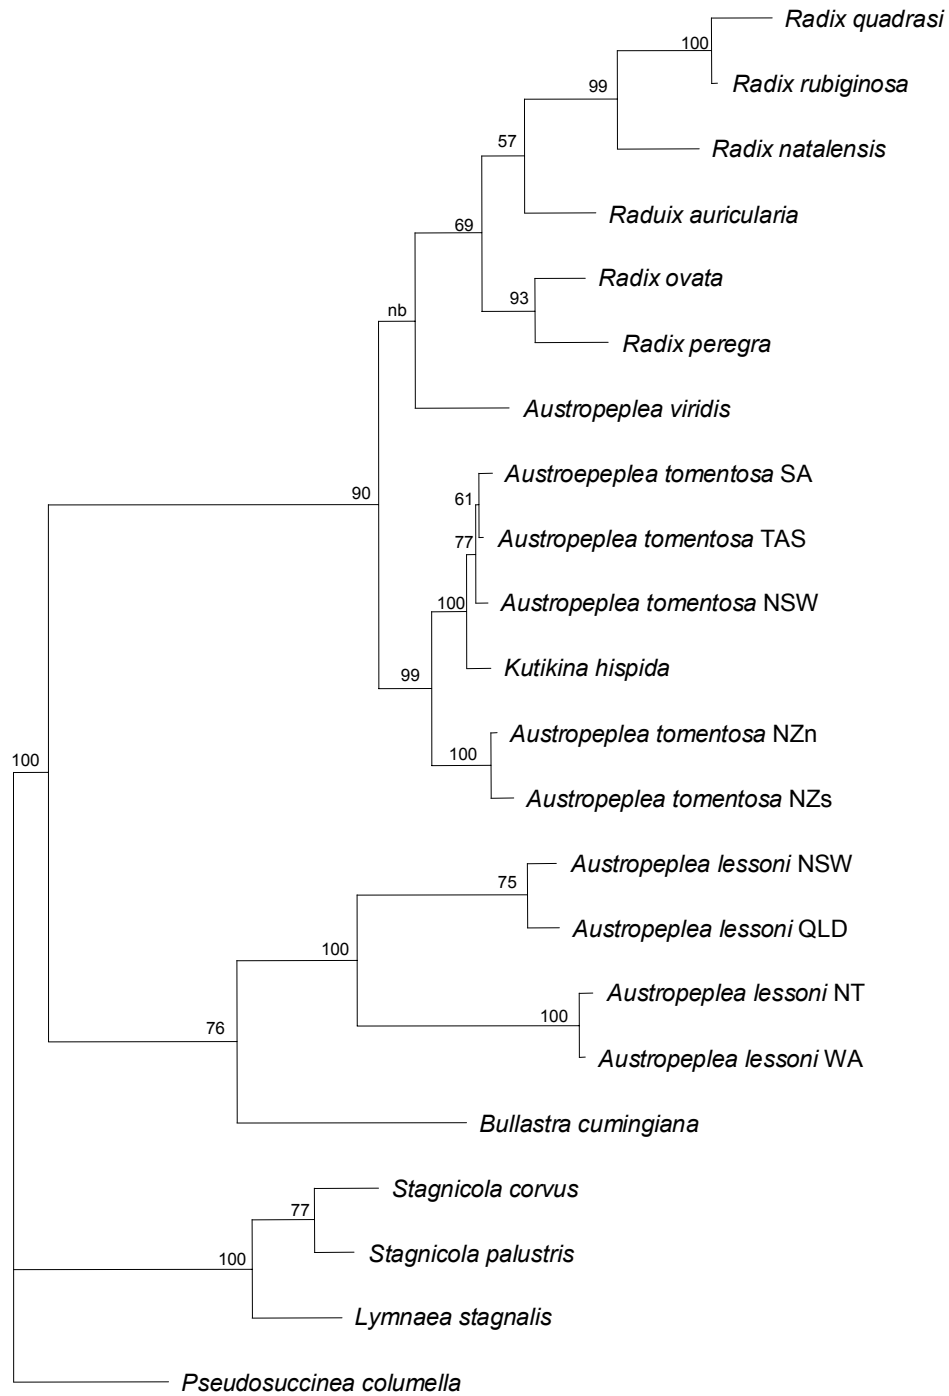 Radix quadrasi
100
Radix rubiginosa
99
57
Radix natalensis
Raduix auricularia
69
Radix ovata
93
nb
Radix peregra
Austropeplea viridis
Austroepeplea tomentosa SA
90
61
Austropeplea tomentosa TAS
77
100
Austropeplea tomentosa NSW
Kutikina hispida
99
Austropeplea tomentosa NZn
100
100
Austropeplea tomentosa NZs
Austropeplea lessoni NSW
75
Austropeplea lessoni QLD
100
Austropeplea lessoni NT
100
76
Austropeplea lessoni WA
Bullastra cumingiana
Stagnicola corvus
77
Stagnicola palustris
100
Lymnaea stagnalis
Pseudosuccinea columella